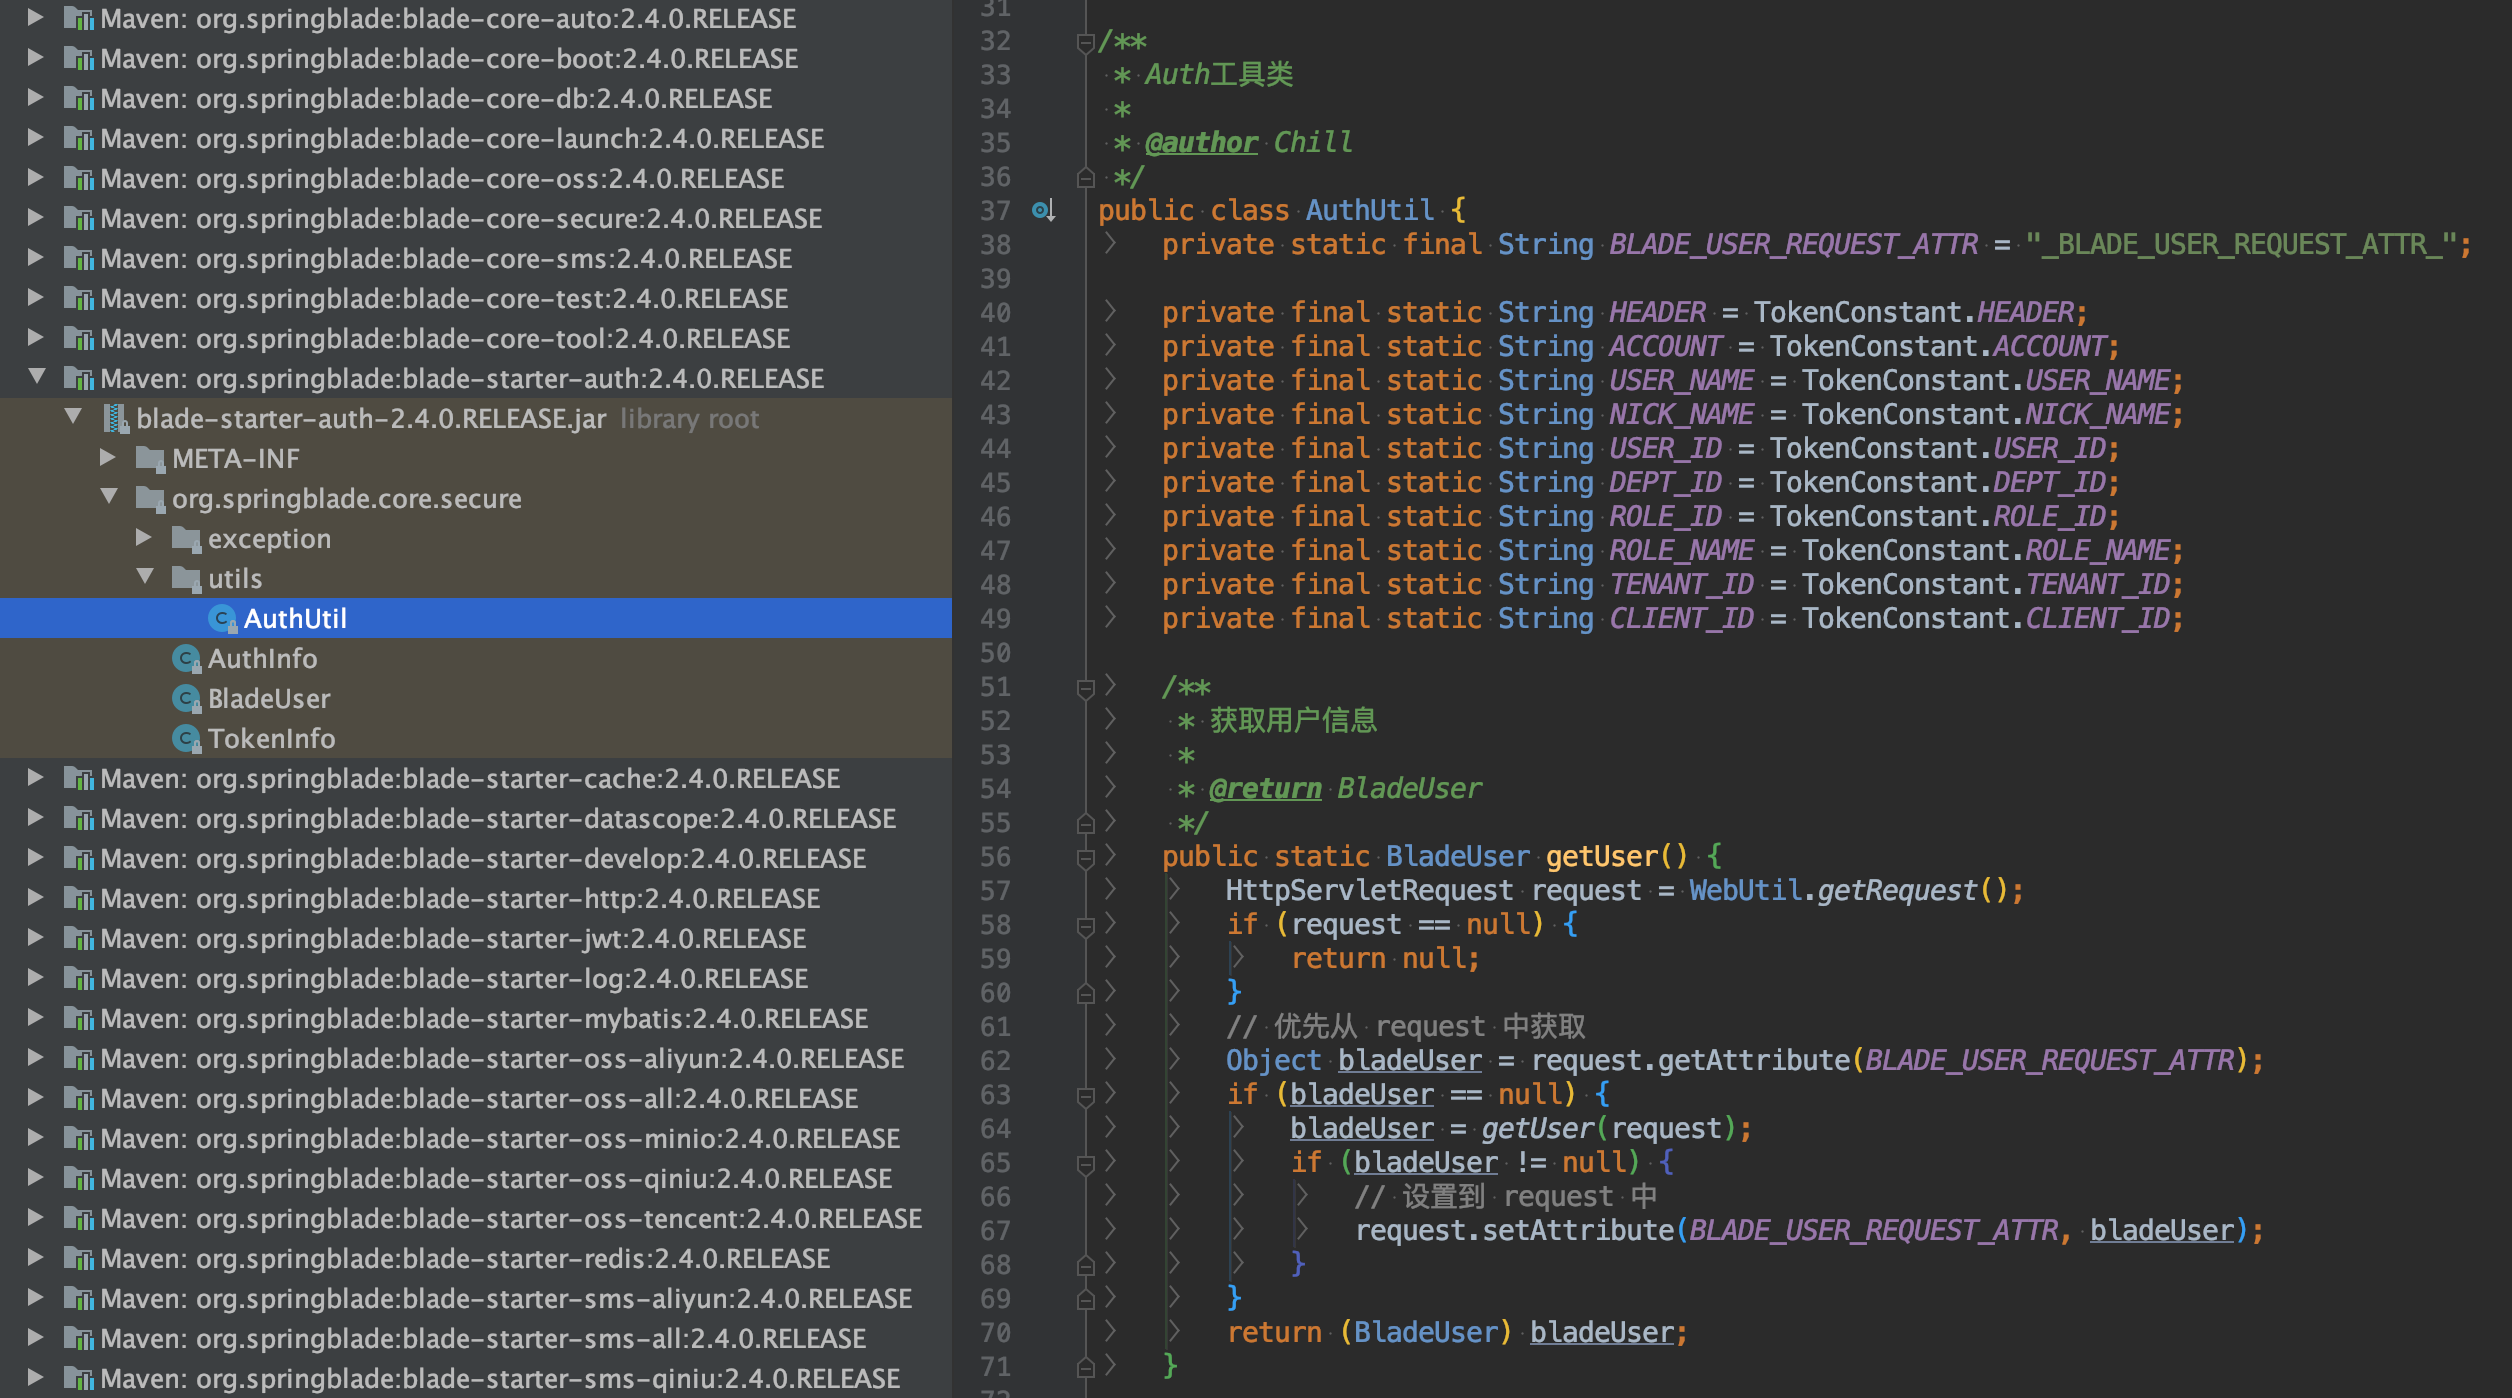 Maven: org.springblade:blade-core-auto:2.4.0.RELEASE
Maven: org.springblade:blade-core-boot:2.4.0.RELEASE
Maven: org.springblade:blade-core-db:2.4.0.RELEASE
Maven: org.springblade:blade-core-launch:2.4.0.RELEASE
Maven: org.springblade:blade-core-oss:2.4.0.RELEASE
Maven: org.springblade:blade-core-secure:2.4.0.RELEASE
Maven: org.springblade:blade-core-sms:2.4.0.RELEASE
Maven: org.springblade:blade-core-test:2.4.0.RELEASE
Maven: org.springblade:blade-core-tool:2.4.0.RELEASE
Maven: org.springblade:blade-starter-auth:2.4.0.RELEASE
blade-starter-auth-2.4.0.RELEASE.jar library root
META-INF
org.springblade.core.secure
exception
utils
AuthUtil
AuthInfo
BladeUser
TokenInfo
Maven: org.springblade:blade-starter-cache:2.4.0.RELEASE
Maven: org.springblade:blade-starter-datascope:2.4.0.RELEASE
Maven: org.springblade:blade-starter-develop:2.4.0.RELEASE
Maven: org.springblade:blade-starter-http:2.4.0.RELEASE
Maven: org.springblade:blade-starter-jwt:2.4.0.RELEASE
Maven: org.springblade:blade-starter-log:2.4.0.RELEASE
Maven: org.springblade:blade-starter-mybatis:2.4.0.RELEASE
Maven: org.springblade:blade-starter-oss-aliyun:2.4.0.RELEASE
Maven: org.springblade:blade-starter-oss-all:2.4.0.RELEASE
Maven: org.springblade:blade-starter-oss-minio:2.4.0.RELEASE
Maven: org.springblade:blade-starter-oss-qiniu:2.4.0.RELEASE
Maven: org.springblade:blade-starter-oss-tencent:2.4.0.RELEASE
Maven: org.springblade:blade-starter-redis:2.4.0.RELEASE
Maven: org.springblade:blade-starter-sms-aliyun:2.4.0.RELEASE
Maven: org.springblade:blade-starter-sms-all:2.4.0.RELEASE
Maven: org.springblade:blade-starter-sms-qiniu:2.4.0.RELEASE
31
32 /**
33 * Auth工具类
34 *
35 * @author Chill
36 */
37 public class AuthUtil {
38 private static final String BLADE_USER_REQUEST_ATTR = "_BLADE_USER_REQUEST_ATTR_";
39
40 private final static String HEADER = TokenConstant.HEADER;
41 private final static String ACCOUNT = TokenConstant.ACCOUNT;
42 private final static String USER_NAME = TokenConstant.USER_NAME;
43 private final static String NICK_NAME = TokenConstant.NICK_NAME;
44 private final static String USER_ID = TokenConstant.USER_ID;
45 private final static String DEPT_ID = TokenConstant.DEPT_ID;
46 private final static String ROLE_ID = TokenConstant.ROLE_ID;
47 private final static String ROLE_NAME = TokenConstant.ROLE_NAME;
48 private final static String TENANT_ID = TokenConstant.TENANT_ID;
49 private final static String CLIENT_ID = TokenConstant.CLIENT_ID;
50
51 /**
52 * 获取用户信息
53 *
54 * @return BladeUser
55 */
56 public static BladeUser getUser() {
57 HttpServletRequest request = WebUtil.getRequest();
58 if (request == null) {
59 return null;
60 }
61 // 优先从 request 中获取
62 Object bladeUser = request.getAttribute(BLADE_USER_REQUEST_ATTR);
63 if (bladeUser == null) {
64 bladeUser = getUser(request);
65 if (bladeUser != null) {
66 // 设置到 request 中
67 request.setAttribute(BLADE_USER_REQUEST_ATTR, bladeUser);
68 }
69 }
70 return (BladeUser) bladeUser;
71 }